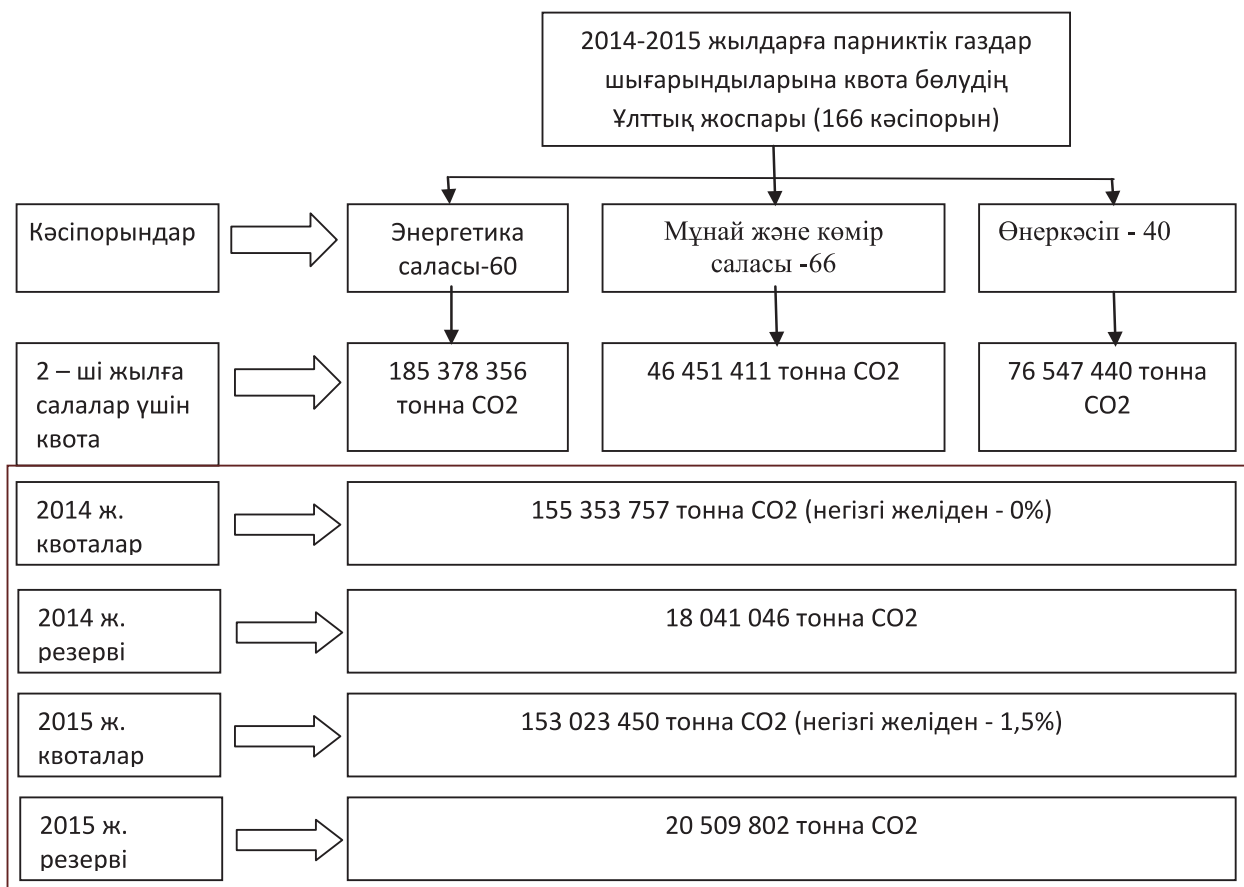 2014-2015 жылдарға парниктік газдар
шығарындыларына квота бөлудің
Ұлттық жоспары (166 кәсіпорын)
Кәсіпорындар
Энергетика
саласы-60
Мұнай және көмір
саласы -66
Өнеркәсіп - 40
2 – ші жылға
салалар үшін
квота
185 378 356
тонна СО2
46 451 411 тонна СО2
76 547 440 тонна
СО2
2014 ж.
квоталар
155 353 757 тонна СО2 (негізгі желіден - 0%)
2014 ж.
резерві
18 041 046 тонна СО2
2015 ж.
квоталар
153 023 450 тонна СО2 (негізгі желіден - 1,5%)
2015 ж.
резерві
20 509 802 тонна СО2